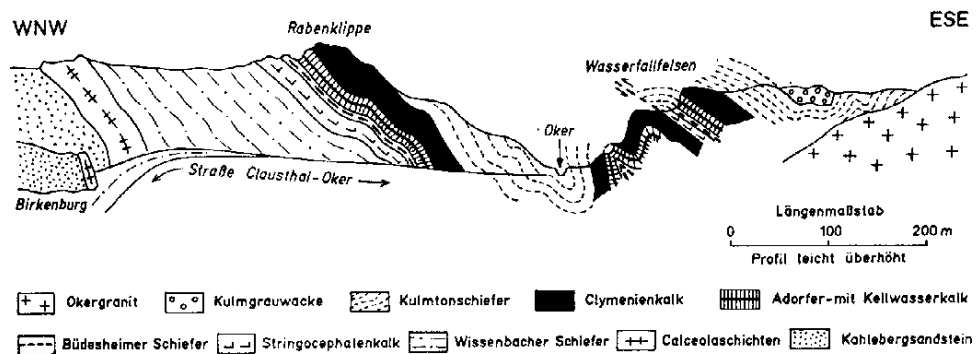 WNW
ESE
Rabenklippe
Wasserfallfelsen
Oker
Straße Clausthal-Oker
Birkenburg
Längenmaßstab
0 100 200 m
Profil leicht überhöht
Okergranit Kulmgrauwacke Kulmtonschiefer Clymenienkalk Adorfer-mit Kellwasserkalk
Büdesheimer Schiefer Stringocephalenkalk Wissenbacher Schiefer Calceolaschichten Kahlebergsandstein